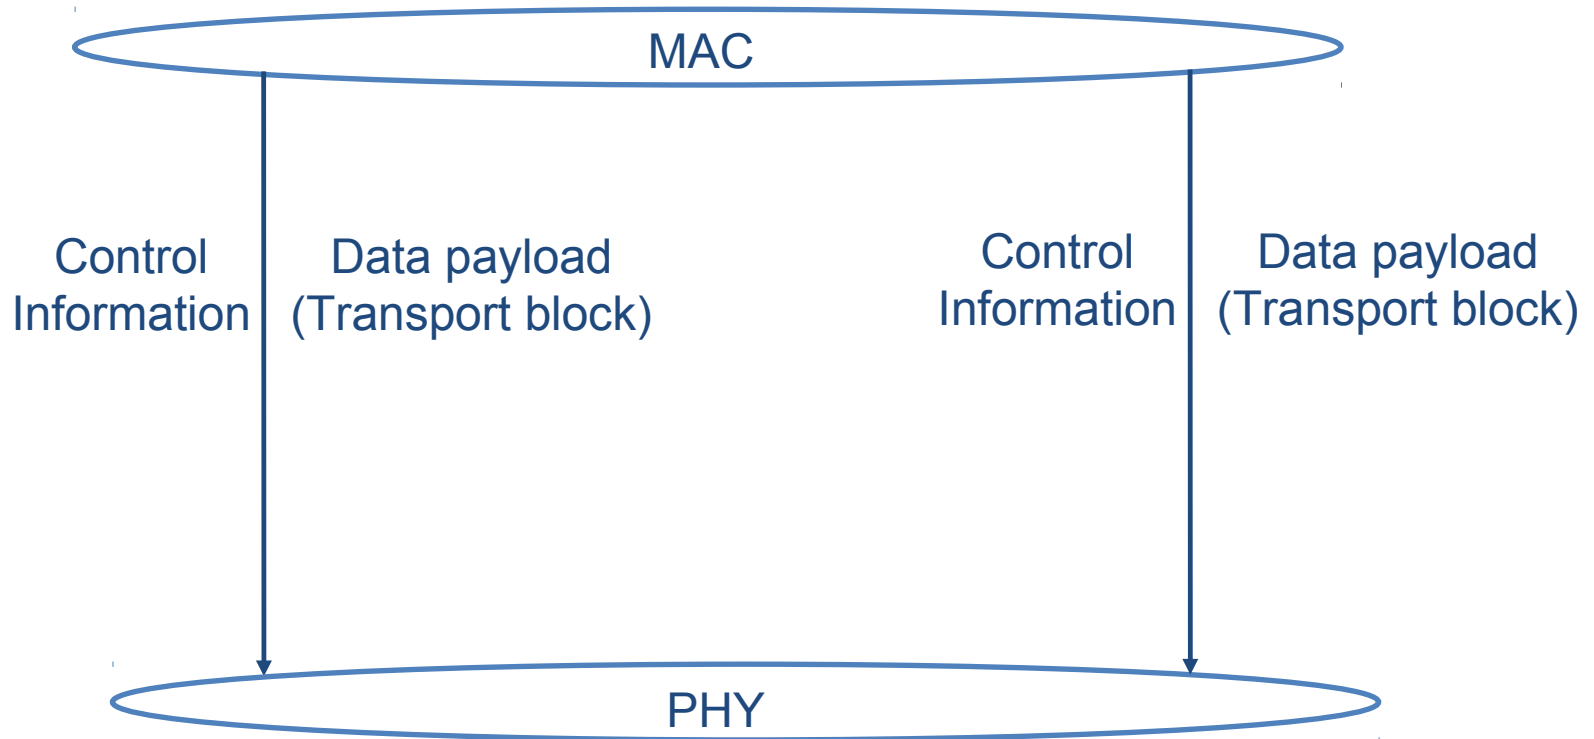 MAC
Control
Information
Data payload
(Transport block)
Control
Information
Data payload
(Transport block)
PHY